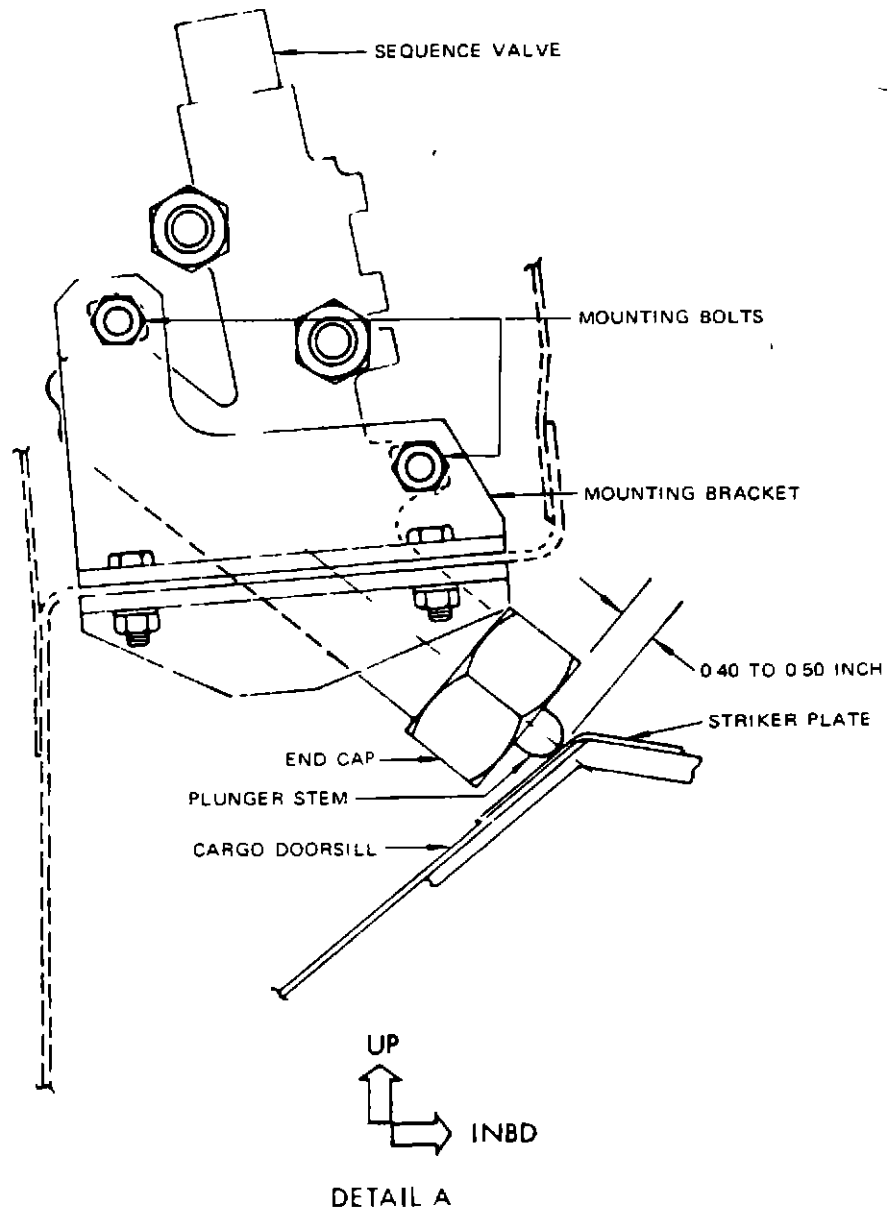 SEQUENCE VALVE
MOUNTING BOLTS
MOUNTING BRACKET
0.40 TO 0.50 INCH
STRIKER PLATE
END CAP
PLUNGER STEM
CARGO DOORSILL
UP
INBD
DETAIL A